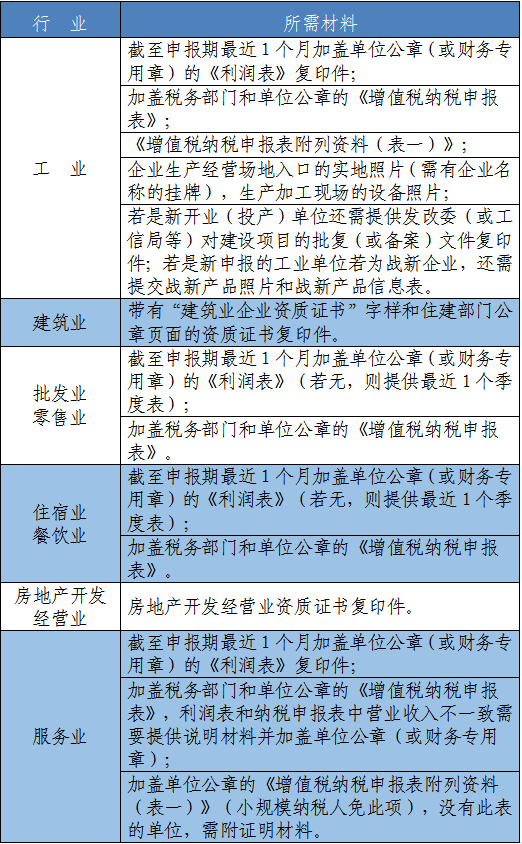 行 业 所需材料
截至申报期最近1个月加盖单位公章(或财务专
用章)的《利润表》复印件;
加盖税务部门和单位公章的《增值税纳税申报
表》;
《增值税纳税申报表附列资料(表一)》;
工 业
企业生产经营场地入口的实地照片(需有企业名
称的挂牌),生产加工现场的设备照片;
若是新开业(投产)单位还需提供发改委(或工
信局等)对建设项目的批复(或备案)文件复印
件;若是新申报的工业单位若为战新企业,还需
提交战新产品照片和战新产品信息表。
建筑业
带有“建筑业企业资质证书”字样和住建部门公
章页面的资质证书复印件。
批发业
零售业
截至申报期最近1个月加盖单位公章(或财务专
用章)的《利润表》(若无,则提供最近1个季
度表);
加盖税务部门和单位公章的《增值税纳税申报
表》。
住宿业
餐饮业
截至申报期最近1个月加盖单位公章(或财务专
用章)的《利润表》(若无,则提供最近1个季
度表);
加盖税务部门和单位公章的《增值税纳税申报
表》。
房地产开发
经营业
房地产开发经营业资质证书复印件。
服务业
截至申报期最近1个月加盖单位公章(或财务专
用章)的《利润表》复印件;
加盖税务部门和单位公章的《增值税纳税申报
表》,利润表和纳税申报表中营业收入不一致需
要提供说明材料并加盖单位公章(或财务专用
章);
加盖单位公章的《增值税纳税申报表附列资料
(表一)》(小规模纳税人免此项),没有此表
的单位,需附证明材料。